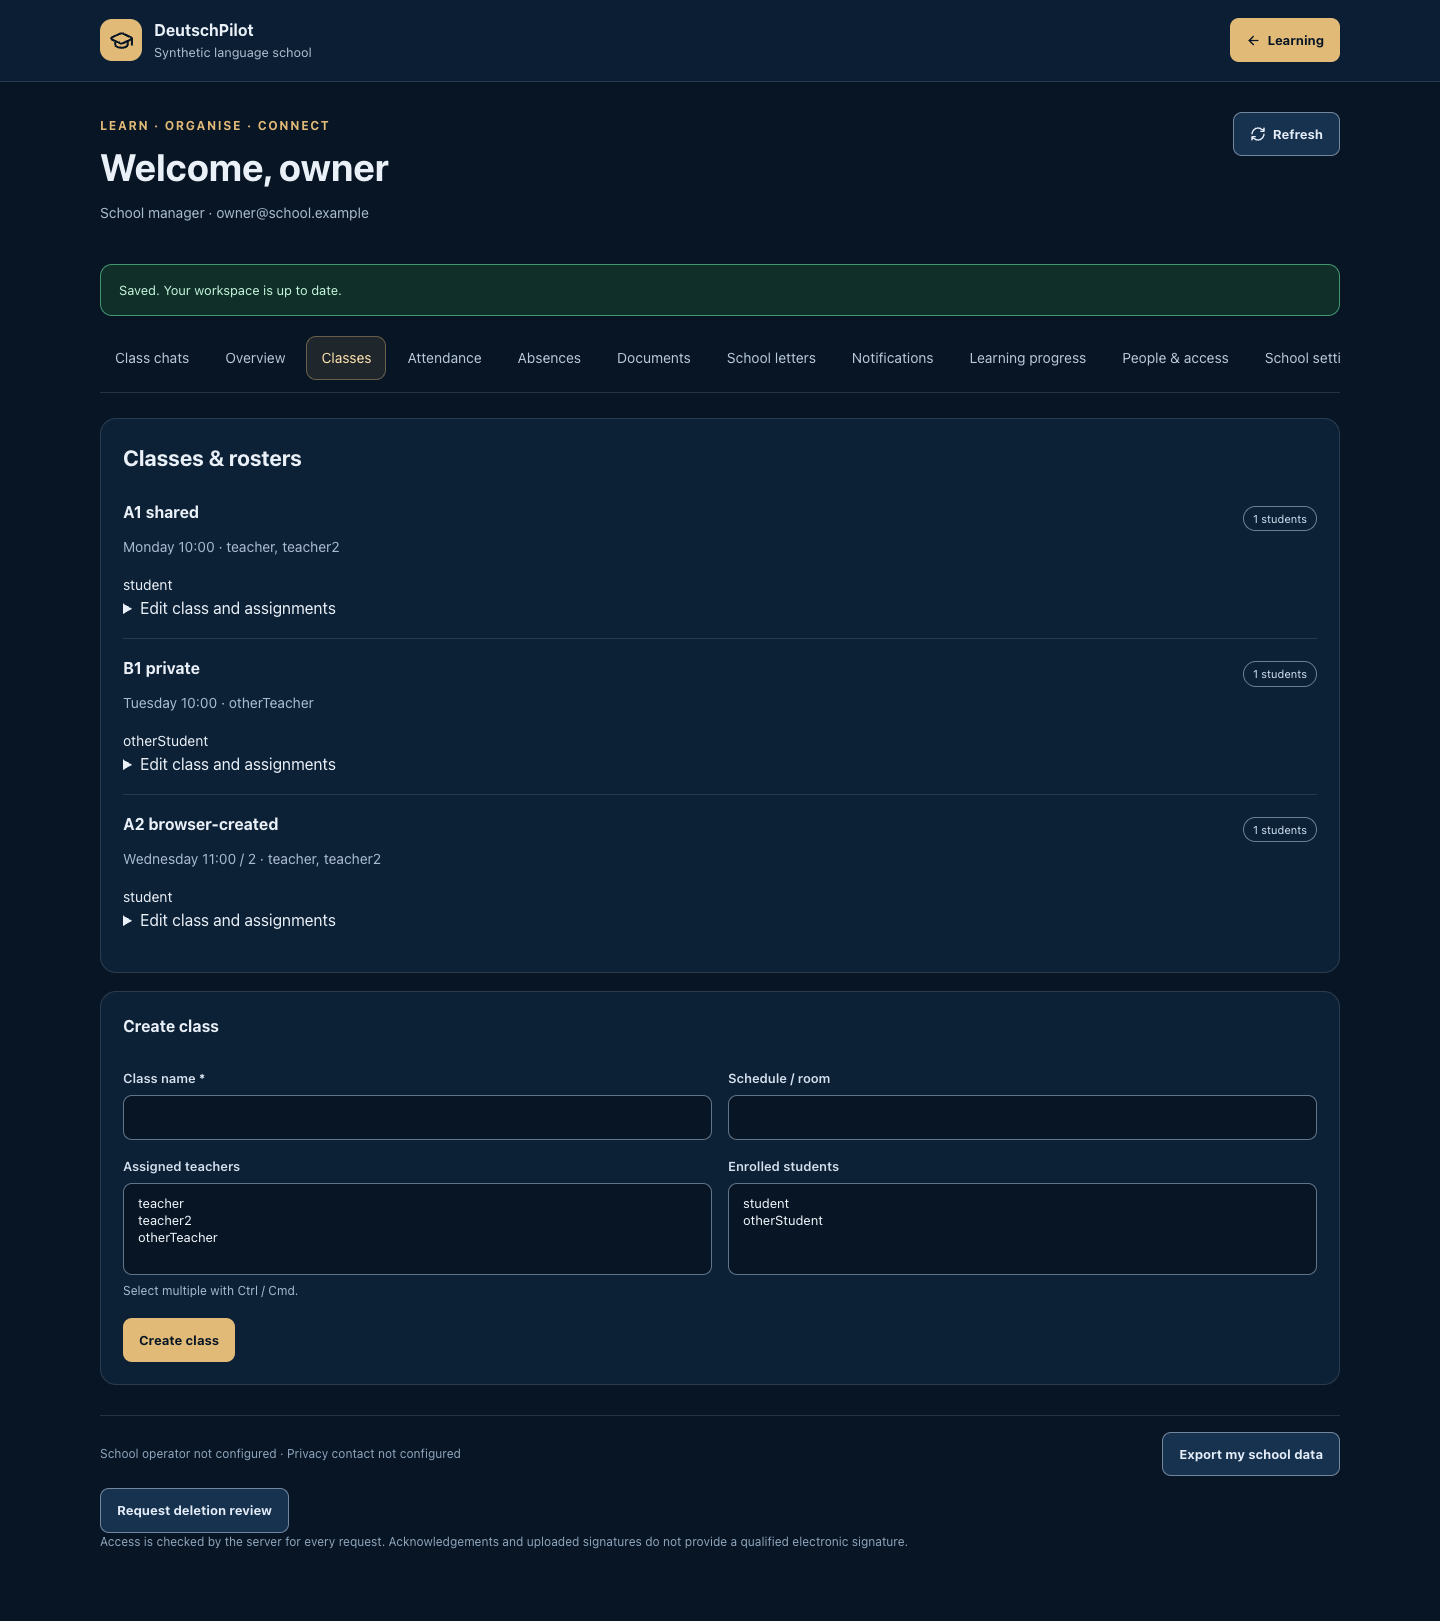 DeutschPilot
Synthetic language school
← Learning
LEARN · ORGANISE · CONNECT
Refresh
Welcome, owner
School manager · owner@school.example
Saved. Your workspace is up to date.
Class chats Overview Classes Attendance Absences Documents School letters Notifications Learning progress People & access School setti
Classes & rosters
A1 shared
1 students
Monday 10:00 · teacher, teacher2
student
▶ Edit class and assignments
B1 private
1 students
Tuesday 10:00 · otherTeacher
otherStudent
▶ Edit class and assignments
A2 browser-created
1 students
Wednesday 11:00 / 2 · teacher, teacher2
student
▶ Edit class and assignments
Create class
Class name * Schedule / room
Assigned teachers Enrolled students
teacher student
teacher2 otherStudent
otherTeacher
Select multiple with Ctrl / Cmd.
Create class
School operator not configured · Privacy contact not configured
Export my school data
Request deletion review
Access is checked by the server for every request. Acknowledgements and uploaded signatures do not provide a qualified electronic signature.